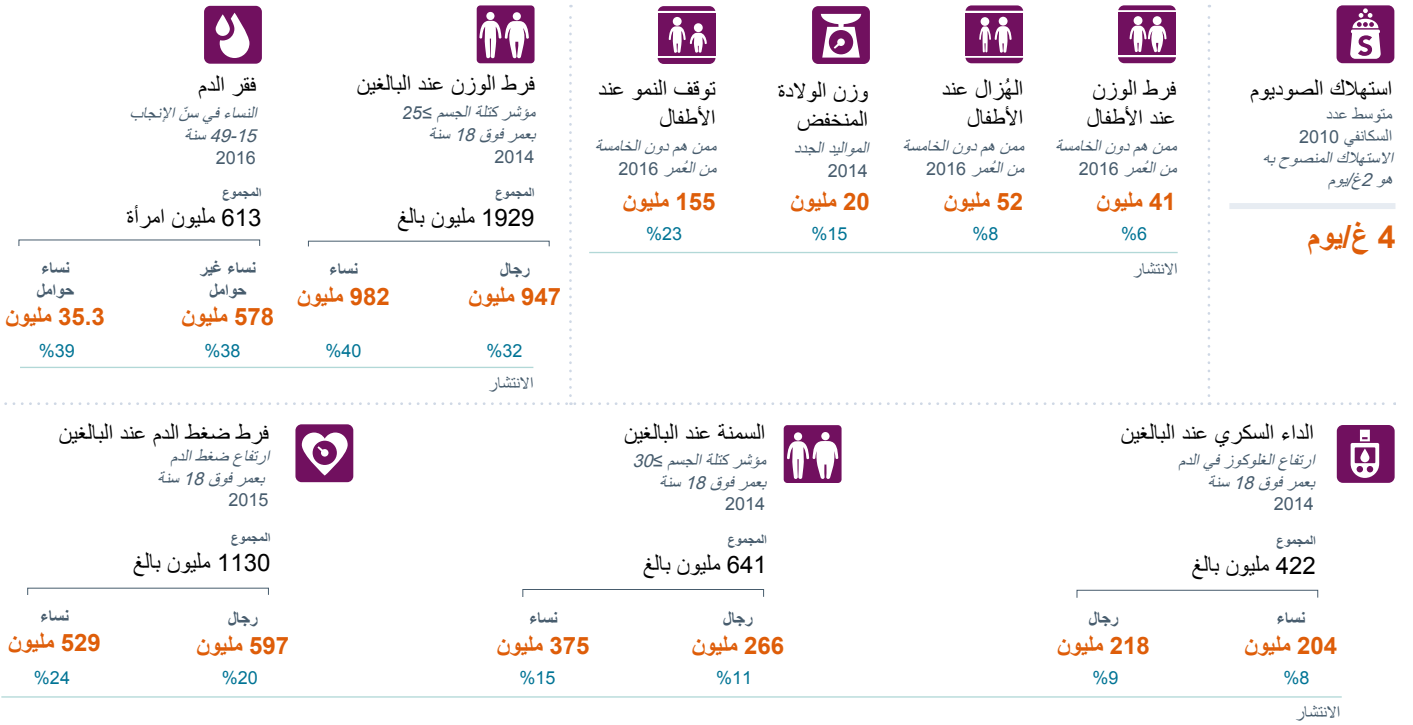 استهلاك الصوديوم
متوسط عدد
السكانفي 2010
الاستهلاك المنصوح به
هو 2غ/يوم
4 غ/يوم
فرط الوزن
عند الأطفال
ممن هم دون الخامسة
من العُمر 2016
41 مليون
%6
الهُزال عند
الأطفال
ممن هم دون الخامسة
من العُمر 2016
52 مليون
%8
وزن الولادة
المنخفض
المواليد الجدد
2014
20 مليون
%15
توقف النمو عند
الأطفال
ممن هم دون الخامسة
من العُمر 2016
155 مليون
%23
الانتشار
فرط الوزن عند البالغين
مؤشر كتلة الجسم ≥25
بعمر فوق 18 سنة
2014
المجموع
1929 مليون بالغ
رجال
947 مليون
%32
نساء
982 مليون
%40
فقر الدم
النساء في سنّ الإنجاب
49-15 سنة
2016
المجموع
613 مليون امرأة
نساء غير
حوامل
578 مليون
%38
نساء
حوامل
35.3 مليون
%39
الانتشار
الداء السكري عند البالغين
ارتفاع الغلوكوز في الدم
بعمر فوق 18 سنة
2014
المجموع
422 مليون بالغ
نساء
204 مليون
%8
رجال
218 مليون
%9
السمنة عند البالغين
مؤشر كتلة الجسم ≥30
بعمر فوق 18 سنة
2014
المجموع
641 مليون بالغ
رجال
266 مليون
%11
نساء
375 مليون
%15
فرط ضغط الدم عند البالغين
ارتفاع ضغط الدم
بعمر فوق 18 سنة
2015
المجموع
1130 مليون بالغ
رجال
597 مليون
%20
نساء
529 مليون
%24
الانتشار
S